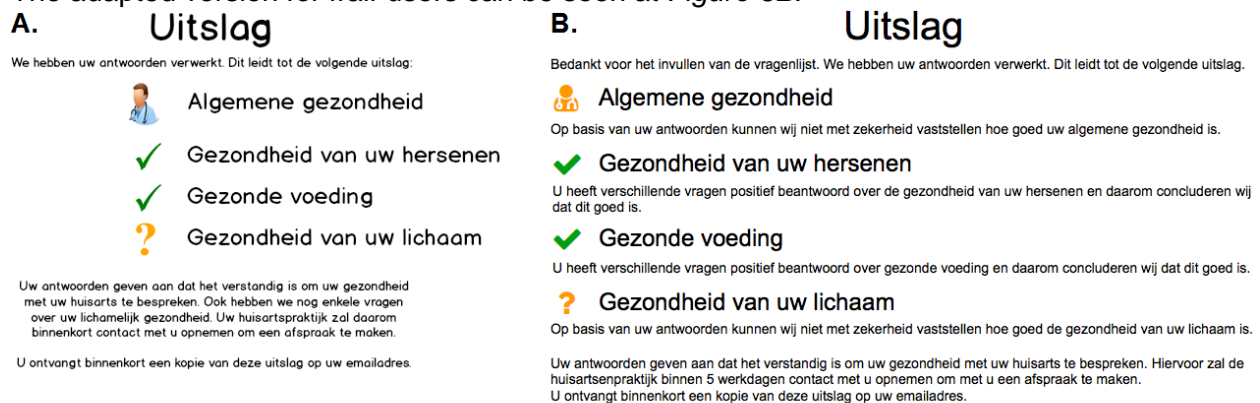 The adapted version for frail users can be seen at Figure
A.
Uitslag
We hebben uw antwoorden verwerkt. Dit leidt tot de volgende uitslag:
Algemene gezondheid
Gezondheid van uw hersenen
Gezonde voeding
? Gezondheid van uw lichaam
Uw antwoorden geven aan dat het verstandig is om uw gezondheid
met uw huisarts te bespreken. Ook hebben we nog enkele vragen
over uw lichamelijk gezondheid. Uw huisartspraktijk zal daarom
binnenkort contact met u opnemen om een afspraak te maken.
U ontvangt binnenkort een kopie van deze uitslag op uw emailadres.
B.
Uitslag
Bedankt voor het invullen van de vragenlijst. We hebben uw antwoorden verwerkt. Dit leidt tot de volgende uitslag.
Algemene gezondheid
Op basis van uw antwoorden kunnen wij niet met zekerheid vaststellen hoe goed uw algemene gezondheid is.
Gezondheid van uw hersenen
U heeft verschillende vragen positief beantwoord over de gezondheid van uw hersenen en daarom concluderen wij
dat dit goed is.
Gezonde voeding
U heeft verschillende vragen positief beantwoord over gezonde voeding en daarom concluderen wij dat dit goed is.
? Gezondheid van uw lichaam
Op basis van uw antwoorden kunnen wij niet met zekerheid vaststellen hoe goed de gezondheid van uw lichaam is.
Uw antwoorden geven aan dat het verstandig is om uw gezondheid met uw huisarts te bespreken. Hiervoor zal de
huisartsenpraktijk binnen 5 werkdagen contact met u opnemen om met u een afspraak te maken.
U ontvangt binnenkort een kopie van deze uitslag op uw emailadres.